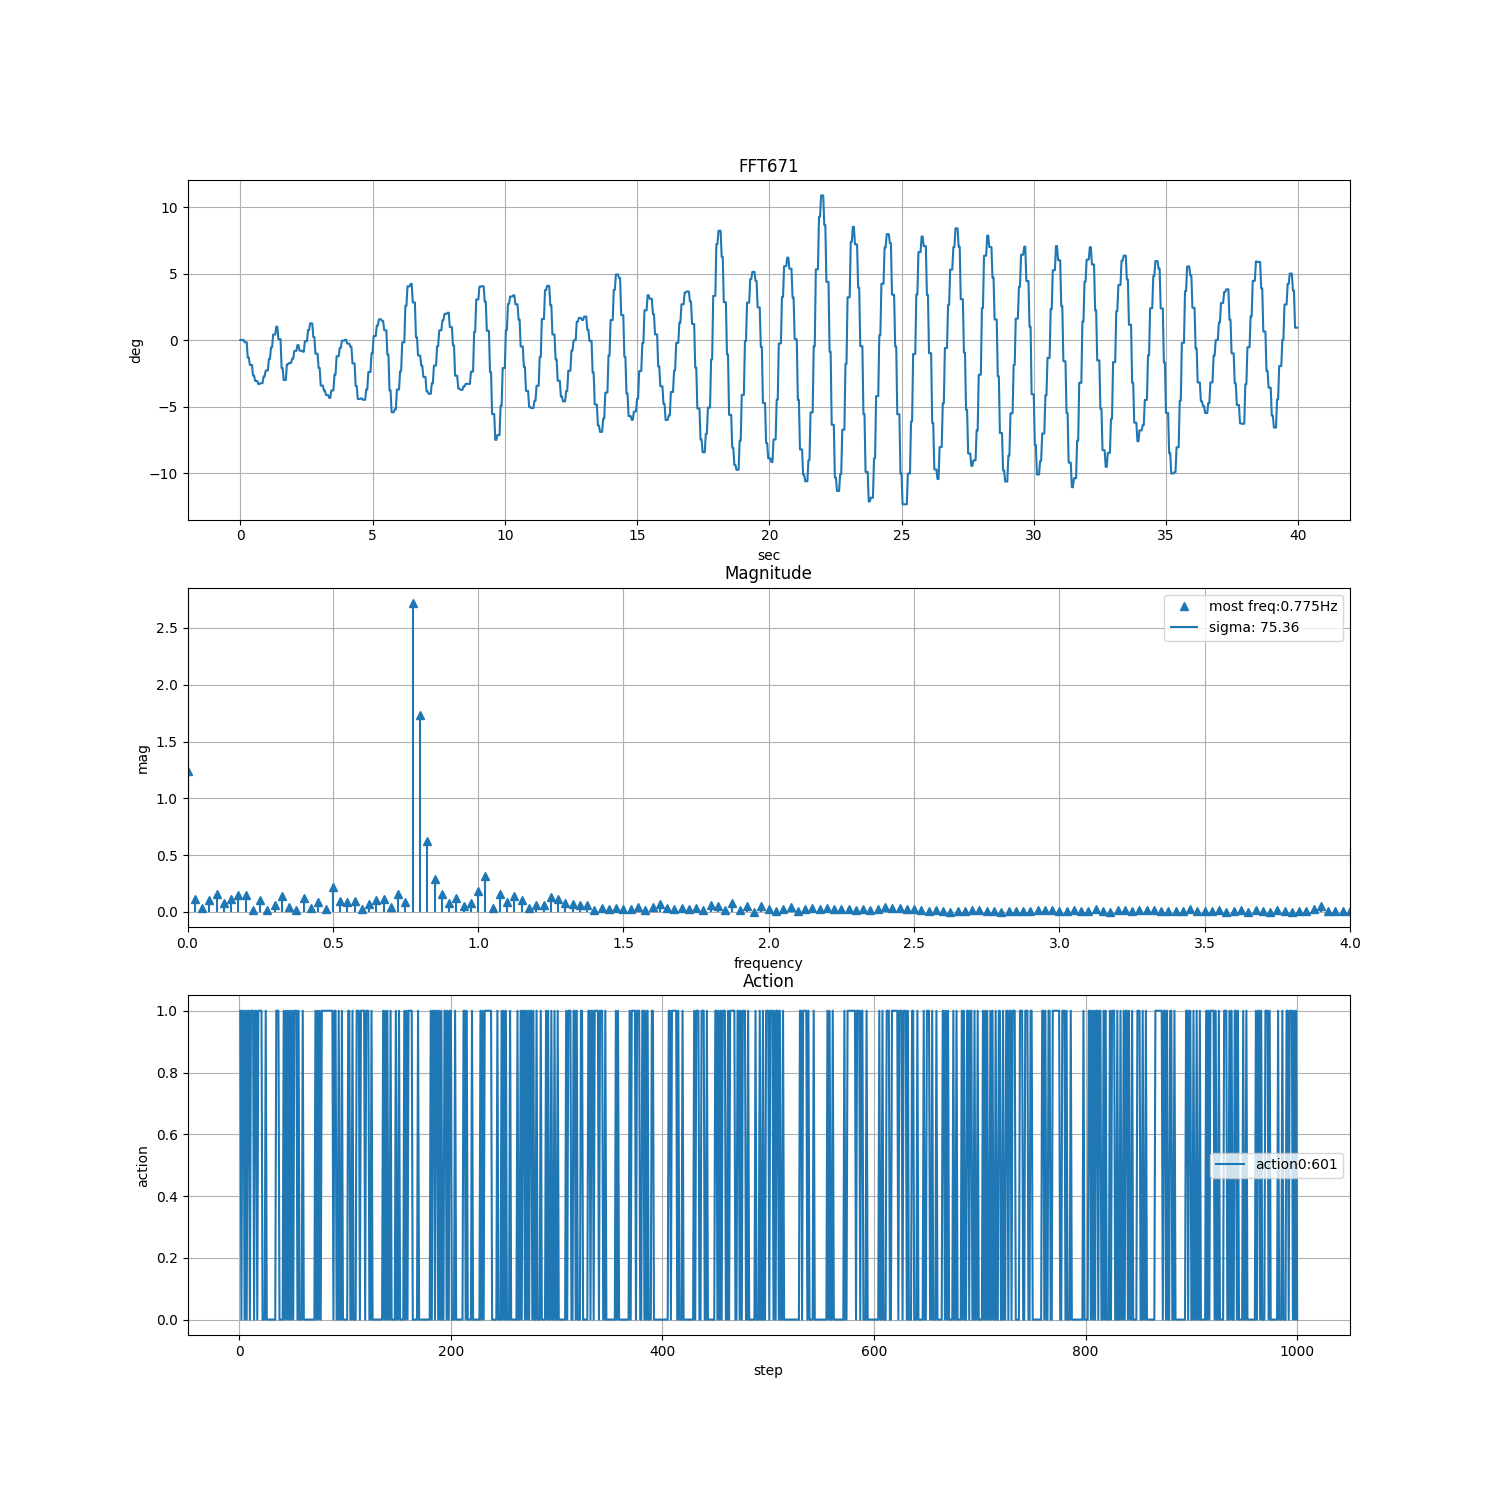 FFT671
10
5
0
−5
−10
deg
0 5 10 15 20 25 30 35 40
sec
Magnitude
most freq:0.775Hz
sigma: 75.36
2.5
2.0
1.5
1.0
0.5
0.0
mag
0.0 0.5 1.0 1.5 2.0 2.5 3.0 3.5 4.0
frequency
Action
1.0
0.8
0.6
0.4
0.2
0.0
action
action0:601
0 200 400 600 800 1000
step